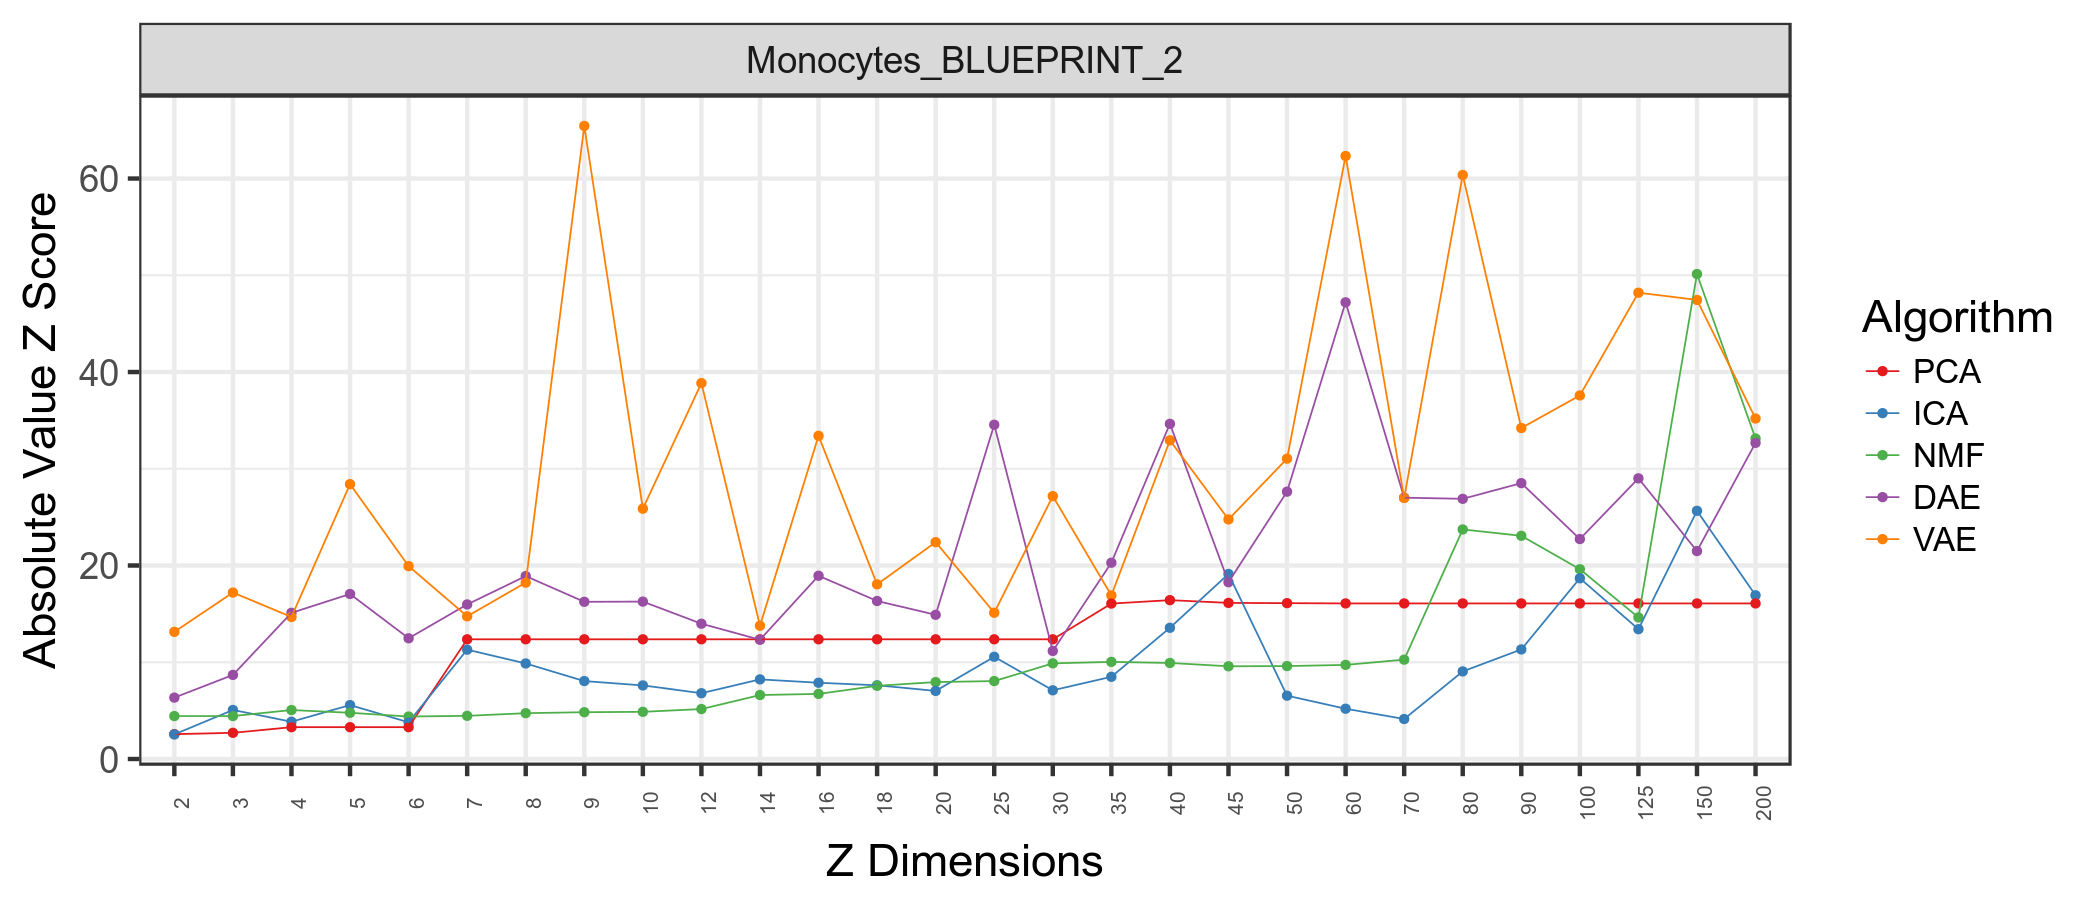 Monocytes_BLUEPRINT_2
Absolute Value Z Score
60
40
20
0
2 3 4 5 6 7 8 9 10 12 14 16 18 20 25 30 35 40 45 50 60 70 80 90 100 125 150 200
Z Dimensions
Algorithm
PCA
ICA
NMF
DAE
VAE